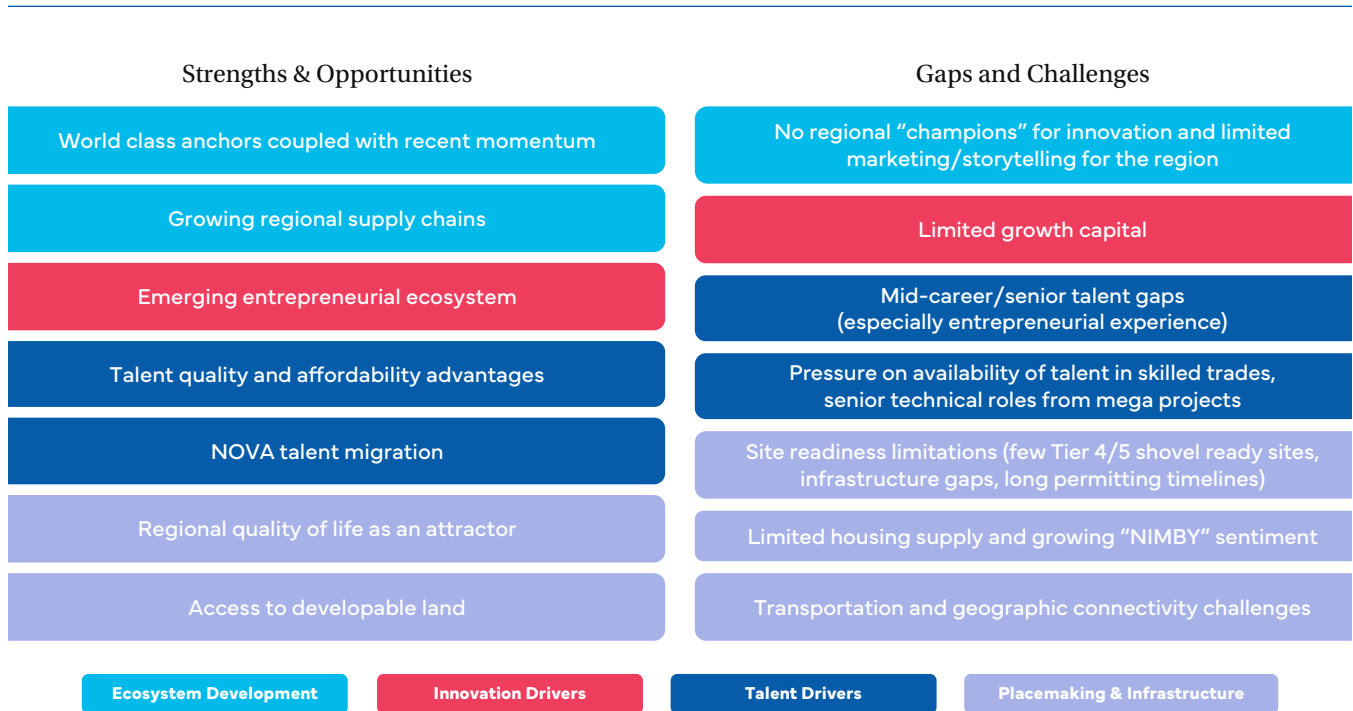 Strengths & Opportunities
World class anchors coupled with recent momentum
Growing regional supply chains
Emerging entrepreneurial ecosystem
Talent quality and affordability advantages
NOVA talent migration
Regional quality of life as an attractor
Access to developable land
Gaps and Challenges
No regional “champions” for innovation and limited
marketing/storytelling for the region
Limited growth capital
Mid-career/senior talent gaps
(especially entrepreneurial experience)
Pressure on availability of talent in skilled trades,
senior technical roles from mega projects
Site readiness limitations (few Tier 4/5 shovel ready sites,
infrastructure gaps, long permitting timelines)
Limited housing supply and growing “NIMBY” sentiment
Transportation and geographic connectivity challenges
Ecosystem Development
Innovation Drivers
Talent Drivers
Placemaking & Infrastructure